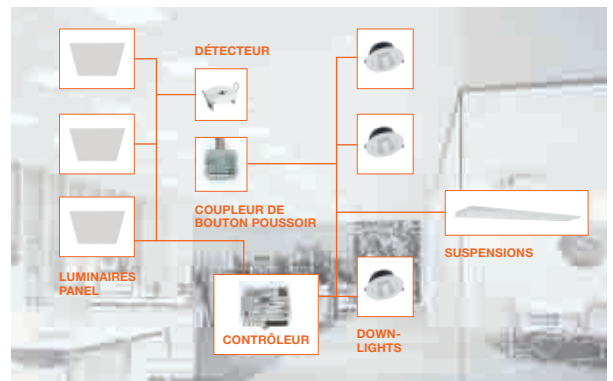 DÉTECTEUR
COUPLEUR DE
BOUTON POUSSOIR
SUSPENSIONS
LUMINAIRES
PANEL
CONTRÔLEUR
DOWN-
LIGHTS